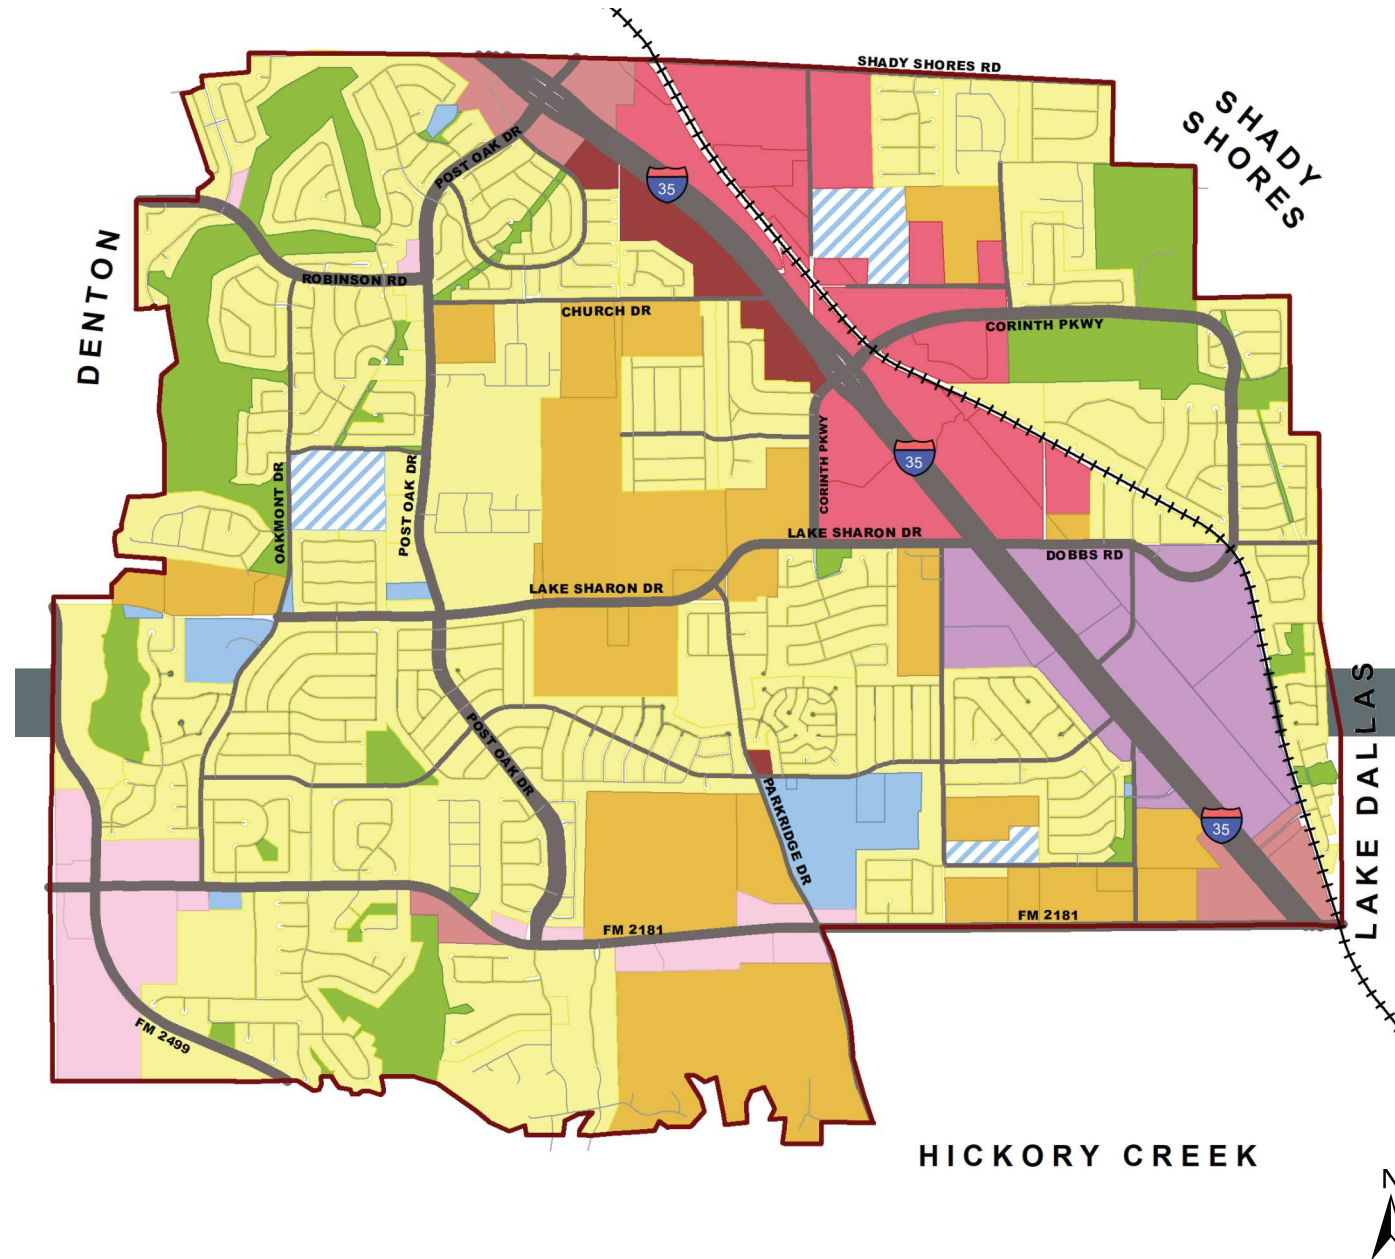 SHADY SHORES RD
SHADY
SHORES
POST OAK DR
35
DENTON
ROBINSON RD
CHURCH DR
CORINTH PKWY
CORINTH PKWY
35
OAKMONT DR
POST OAK DR
LAKE SHARON DR
DOBBS RD
LAKE SHARON DR
POST OAK DR
PARKRIDGE DR
35
LAKE DALLAS
FM 2181
FM 2181
FM 2499
HICKORY CREEK
N